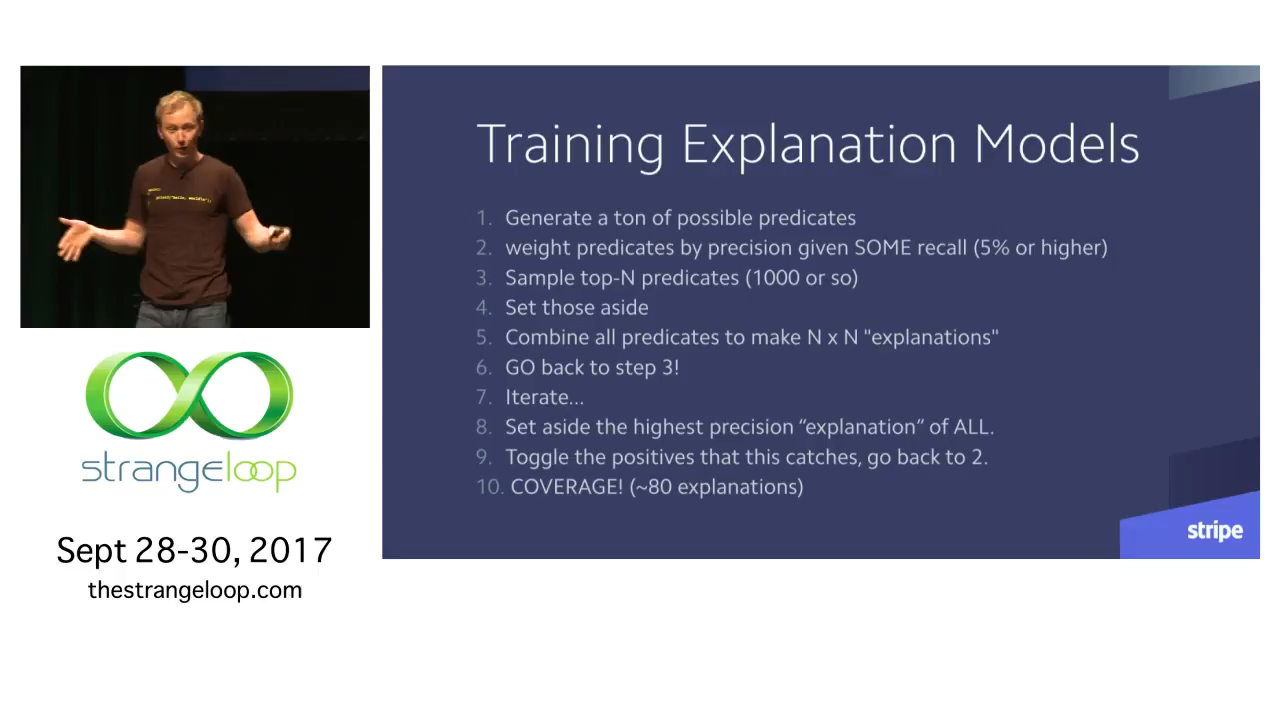 Training Explanation Models
1. Generate a ton of possible predicates
2. weight predicates by precision given SOME recall (5% or higher)
3. Sample top-N predicates (1000 or so)
4. Set those aside
5. Combine all predicates to make N x N "explanations"
6. GO back to step 3!
7. Iterate...
8. Set aside the highest precision “explanation” of ALL.
9. Toggle the positives that this catches, go back to 2.
10. COVERAGE! (~80 explanations)
stripe
strangeloop
Sept 28-30, 2017
thestrangeloop.com